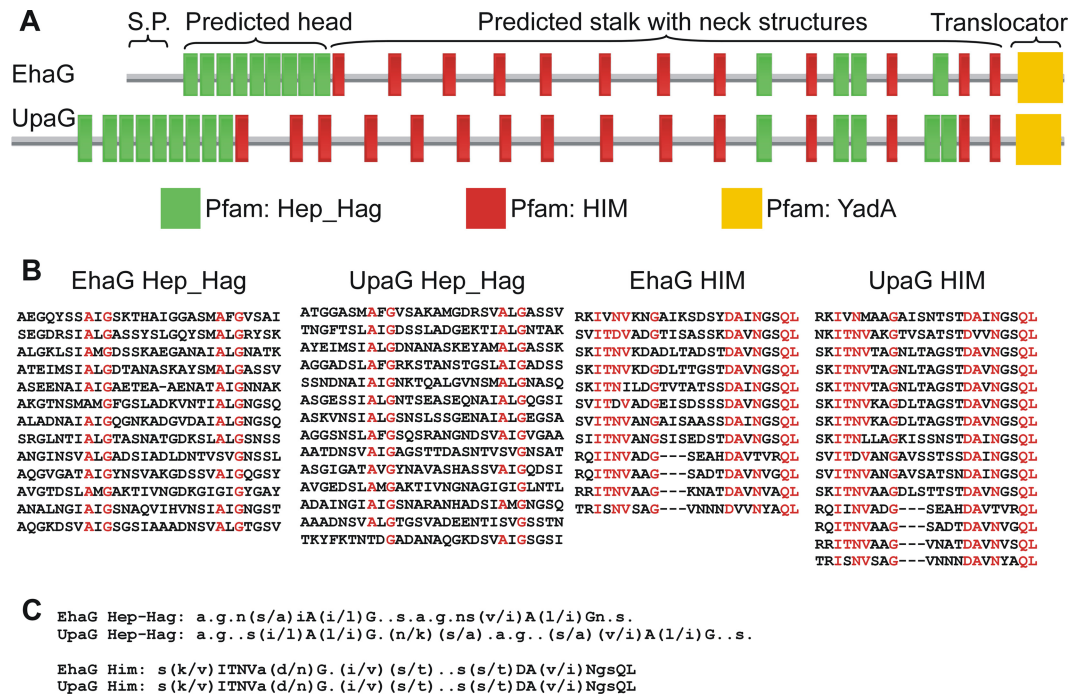 A
S.P. Predicted head Predicted stalk with neck structures Translocator
EhaG
UpaG
Pfam: Hep_Hag Pfam: HIM Pfam: YadA
B
EhaG Hep_Hag
AEGQYSSAIGSKTHAIGGASMAFGVSAI
SEGDRSIALGASSYSLGQYSMALGRYSK
ALGKLSIAMGDSSKAEGANAIALGNATK
ATEIMSIALGDTANASKAYSMALGASSV
ASEENAIAIGAETEA-AENATAIGNNAK
AKGTNSMAMGFGSLADKVNTIALGNGSQ
ALADNAIAIGQGNKADGVDAIALGNGSQ
SRGLNTIALGTASNATGDKSLALGSNSS
ANGINSVALGADSIADLDNTVSVGNSSL
AQGVGATAIGYNSVAKGDSSVAIGQGSY
AVGTDSLAMGAKTIVNGDKGIGIGYGAY
ANALNGIAIGSNAQVIHVNSIAIGNGST
AQGKDSVAIGSGSIAAADNSVALGTGSV
UpaG Hep_Hag
ATGGASMAFGVSAKAMGDRSVALGASSV
TNGFTSLAIGDSSLADGEKTIALGNTAK
AYEIMSIALGDNANASKEYAMALGASSK
AGGADSLAFGRKSTANSTGSLAIGADSS
SSNDNAIAIGNKTQALGVNSMALGNASQ
ASGESSIALGNTSEASEQNAIALGQGSI
ASKVNSIALGSNSLSSGENAIALGEGSA
AGGSNSLAFGSQSRANGNDSVAIGVGAA
AATDNSVAIGAGSTTDASNTVSVGNSAT
ASGIGATAVGYNAVASHASSVAIGQDSI
AVGEDSLAMGAKTIVNGNAGIGIGLNTL
ADAINGIAIGSNARANHADSIAMGNGSQ
AAADNSVALGTGSVADEENTISVGSSTN
TKYFKTNTDGADANAQGKDSVAIGSGSI
EhaG HIM
RKIVNVKNGAIKSDSYDAINGSQL
SVITDVADGTISASSKDAVNGSQL
SKITNVKDADLTADSTDAVNGSQL
SKITNVKDGDLTTGSTDAVNGSQL
SKITNILDGTVTATSSDAINGSQL
SVITDVADGEISDSSSDAVNGSQL
SVITNVANGAISAASSDAINGSQL
SVITNVANGSISEDSTDAVNGSQL
RQIINVAAG---SEAHDAVTVRQL
RQITNVAAG---SADTDAVNVGQL
RRITNVAAG---KNATDAVNVAQL
TRISNVSAG---VNNNDVVNYAQL
UpaG HIM
RKIVNMAAGAISNTSTDAINGSQL
NKITNVAKGTVSATSTDVVNGSQL
SKITNVTAGNLTAGSTDAVNGSQL
SKITNVKAGDLTAGSTDAVNGSQL
SKITNVTAGNLTAGSTDAVNGSQL
SKITNVKAGDLTAGSTDAVNGSQL
SKITNLLAGKISSNSTDAINGSQL
SVITDVANGAVSSTSSDAINGSQL
SVITNVANGAVSATSNDAINGSQL
SKITNVAAGDLSTTSTDAVNGSQL
RQIINVADG---SEAHDAVTVRQL
RQITNVAAG---SADTDAVNVGQL
RRITNVAAG---VNATDAVNVSQL
TRISNVSAG---VNNNDAVNYAQL
C
EhaG Hep-Hag: a.g.n(s/a)iA(i/l)G..s.a.g.ns(v/i)A(l/i)Gn.s.
UpaG Hep-Hag: a.g..s(i/l)A(l/i)G.(n/k)(s/a).a.g..(s/a)(v/i)A(l/i)G..s.
EhaG Him: s(k/v)ITNVa(d/n)G.(i/v)(s/t)..s(s/t)DA(v/i)NgsQL
UpaG Him: s(k/v)ITNVa(d/n)G.(i/v)(s/t)..s(s/t)DA(v/i)NgsQL